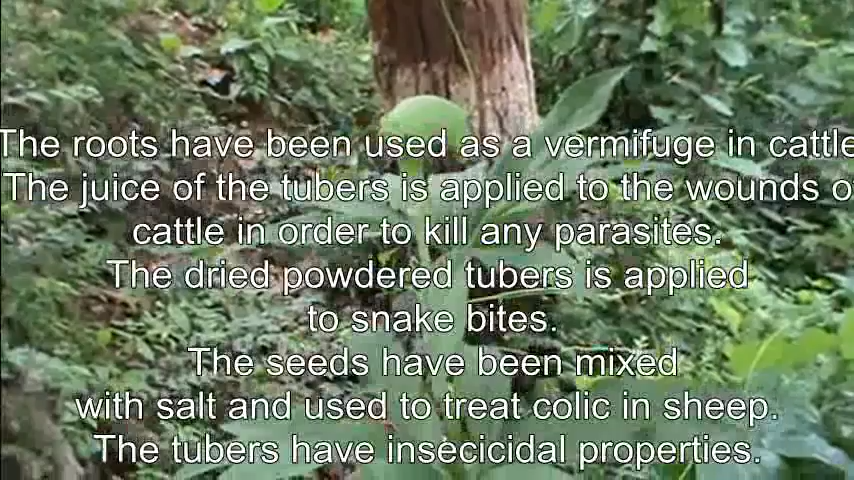 The roots have been used as a vermifuge in cattle
The juice of the tubers is applied to the wounds o
cattle in order to kill any parasites.
The dried powdered tubers is applied
to snake bites.
The seeds have been mixed
with salt and used to treat colic in sheep.
The tubers have insecicidal properties.